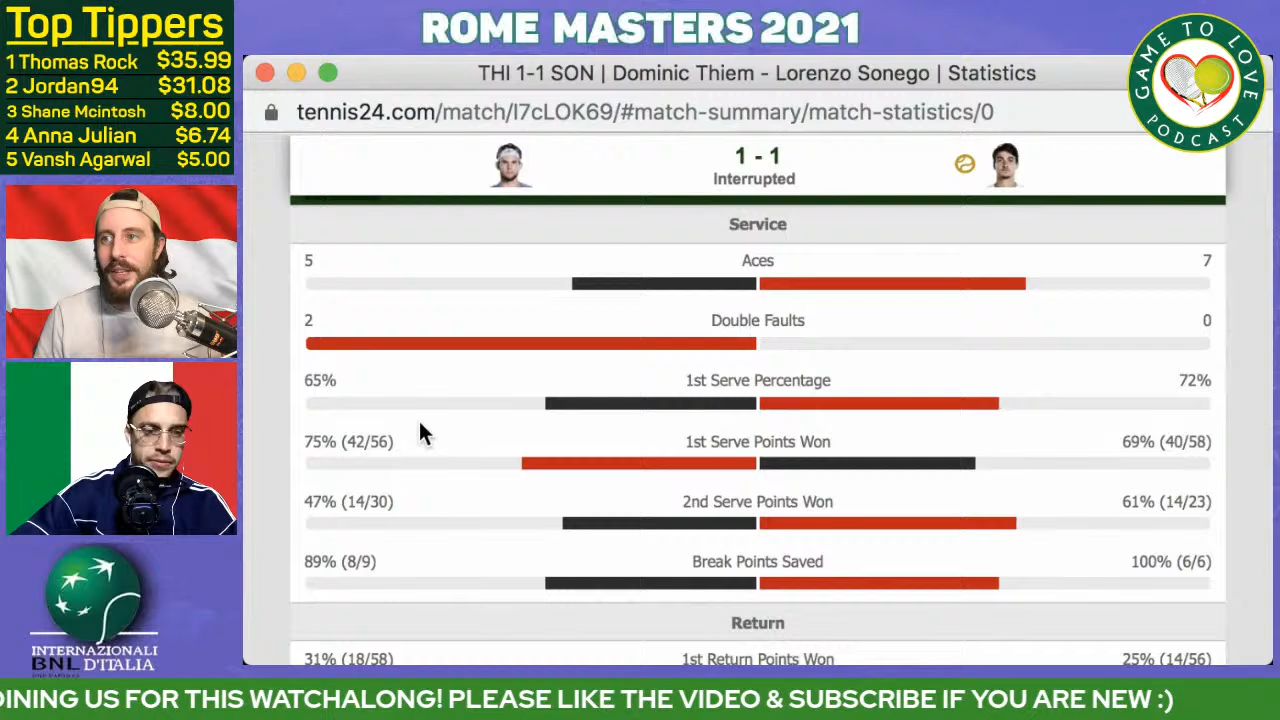 Top Tippers
1 Thomas Rock $35.99
2 Jordan94 $31.08
3 Shane Mcintosh $8.00
4 Anna Julian $6.74
5 Vansh Agarwal $5.00
ROME MASTERS 2021
GAME TO LOVE
PODCAST
THI 1-1 SON | Dominic Thiem - Lorenzo Sonego | Statistics
tennis24.com/match/I7cLOK69/#match-summary/match-statistics/0
1 - 1
Interrupted
Service
5 Aces 7
2 Double Faults 0
65% 1st Serve Percentage 72%
75% (42/56) 1st Serve Points Won 69% (40/58)
47% (14/30) 2nd Serve Points Won 61% (14/23)
89% (8/9) Break Points Saved 100% (6/6)
Return
31% (18/58) 1st Return Points Won 25% (14/56)
INTERNAZIONALI
BNL D'ITALIA
OINING US FOR THIS WATCHALONG! PLEASE LIKE THE VIDEO & SUBSCRIBE IF YOU ARE NEW :)